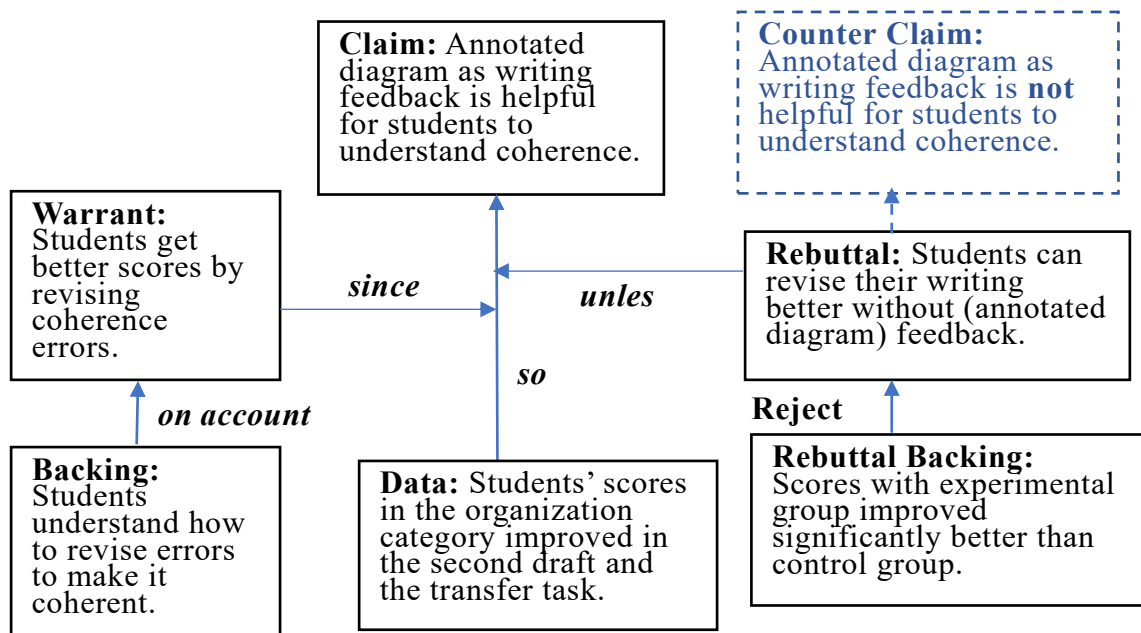 Claim: Annotated
diagram as writing
feedback is helpful
for students to
understand coherence.
Counter Claim:
Annotated diagram as
writing feedback is not
helpful for students to
understand coherence.
Warrant:
Students get
better scores by
revising
coherence
errors.
since
unles
Rebuttal: Students can
revise their writing
better without (annotated
diagram) feedback.
so
on account
Reject
Backing:
Students
understand how
to revise errors
to make it
coherent.
Data: Students’ scores
in the organization
category improved in
the second draft and
the transfer task.
Rebuttal Backing:
Scores with experimental
group improved
significantly better than
control group.